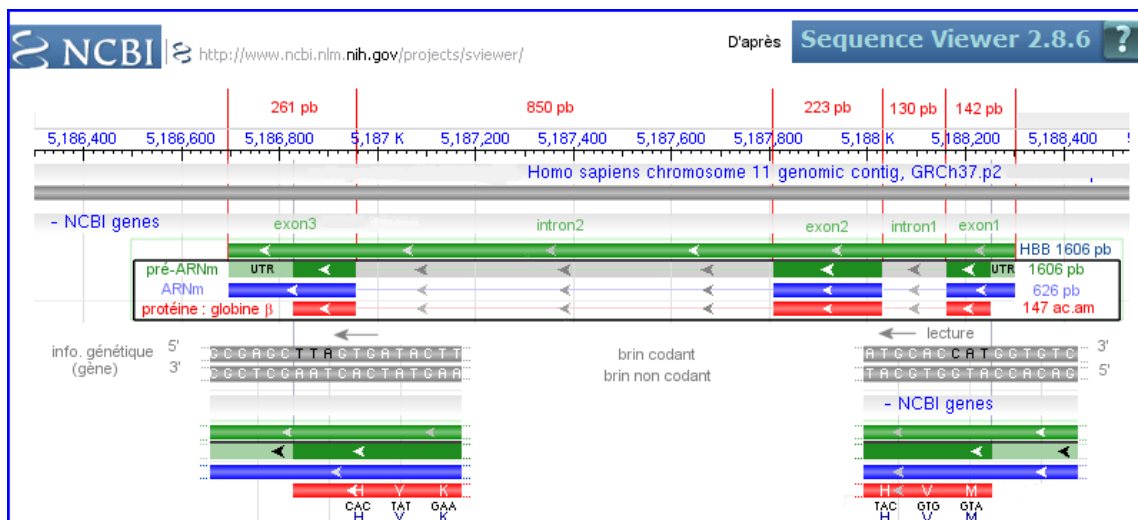 NCBI http://www.ncbi.nlm.nih.gov/projects/sviewer/ D'après Sequence Viewer 2.8.6 ?
261 pb 850 pb 223 pb 130 pb 142 pb
5,186,400 5,186,600 5,186,800 5,187 K 5,187,200 5,187,400 5,187,600 5,187,800 5,188 K 5,188,200 5,188,400
Homo sapiens chromosome 11 genomic contig, GRCh37.p2
- NCBI genes exon3 intron2 exon2 intron1 exon1
HBB 1606 pb
pré-ARNm UTR UTR 1606 pb
ARNm 626 pb
protéine : globine β 147 ac.am
lecture
info. génétique 5' GCGAGCTTAGTGATACTT brin codant ATGCACCATGGTGTC 3'
(gène) 3' CGCTCGAATCACTATGAA brin non codant TACGTGGTACCACAG 5'
- NCBI genes
H V K H V M
CAC TAT GAA TAC GTG GTA
H V K H V M